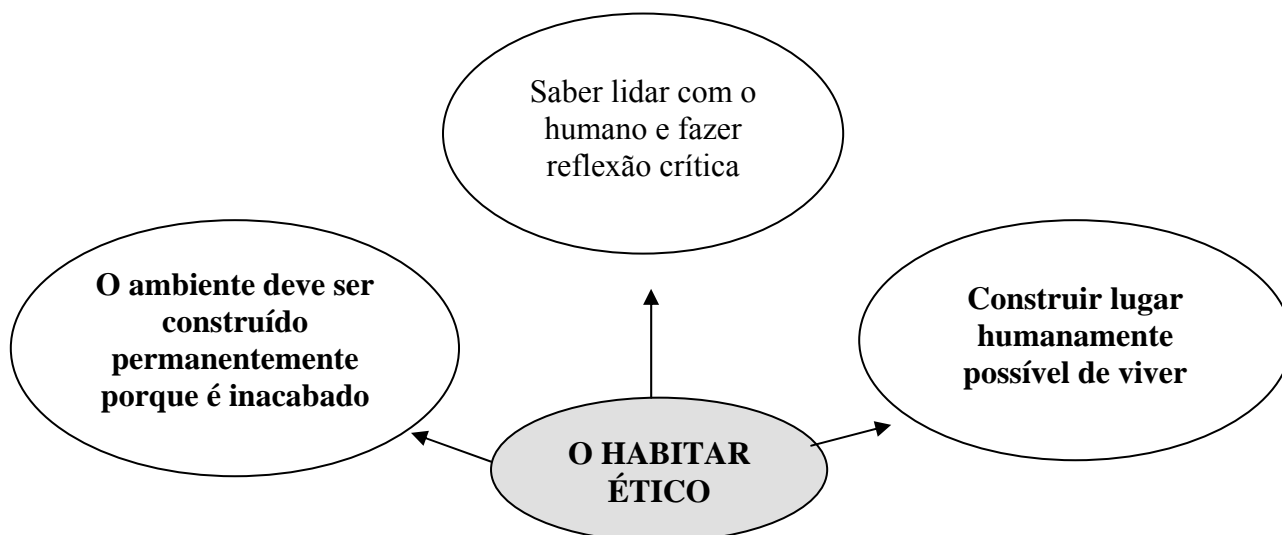 Saber lidar com o
humano e fazer
reflexão crítica
O ambiente deve ser
construído
permanentemente
porque é inacabado
Construir lugar
humanamente
possível de viver
O HABITAR
ÉTICO